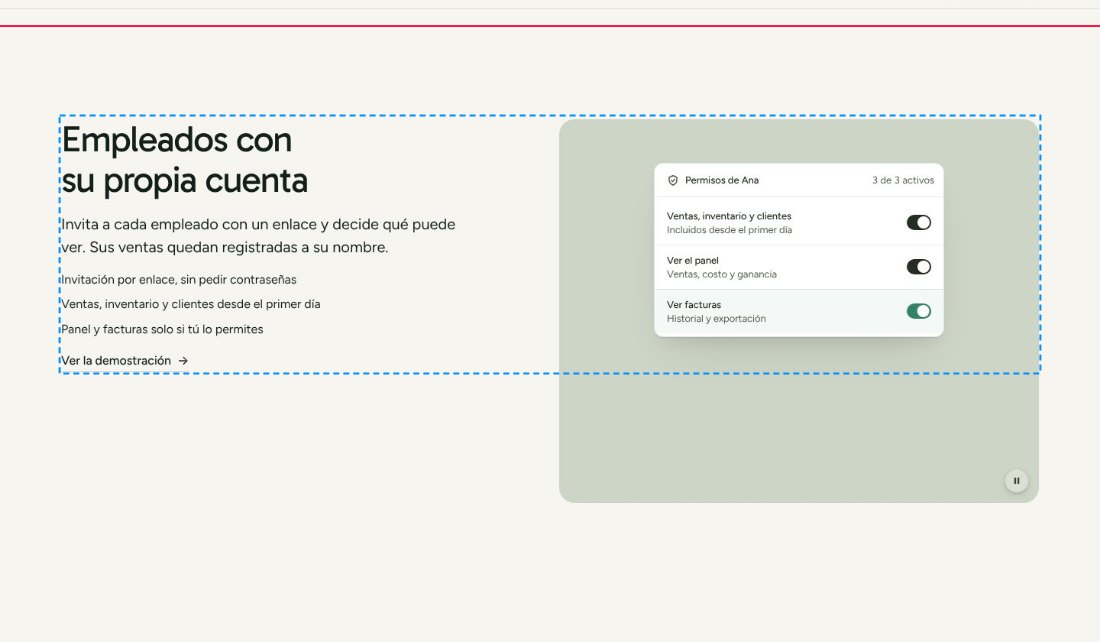 Empleados con
su propia cuenta
Invita a cada empleado con un enlace y decide qué puede
ver. Sus ventas quedan registradas a su nombre.
Invitación por enlace, sin pedir contraseñas
Ventas, inventario y clientes desde el primer día
Panel y facturas solo si tú lo permites
Ver la demostración →
Permisos de Ana 3 de 3 activos
Ventas, inventario y clientes
Incluidos desde el primer día
Ver el panel
Ventas, costo y ganancia
Ver facturas
Historial y exportación